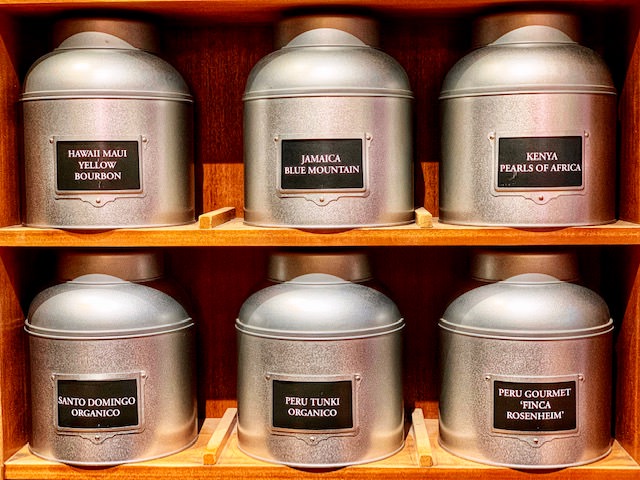 HAWAII MAUI
YELLOW
BOURBON
JAMAICA
BLUE MOUNTAIN
KENYA
PEARLS OF AFRICA
SANTO DOMINGO
ORGANICO
PERU TUNKI
ORGANICO
PERU GOURMET
'FINCA
ROSENHEIM'